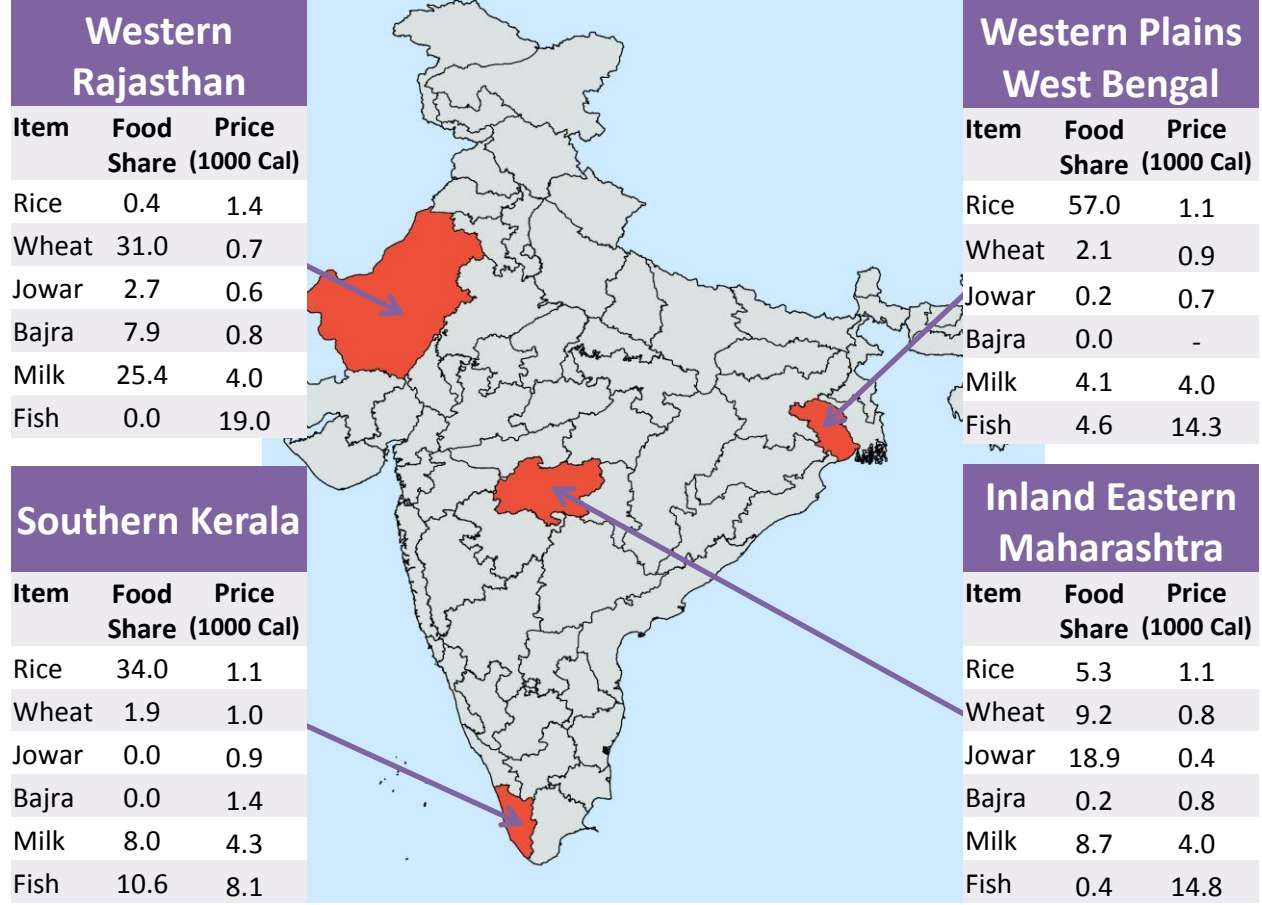 Western
Rajasthan
Item Food Price
Share (1000 Cal)
Rice 0.4 1.4
Wheat 31.0 0.7
Jowar 2.7 0.6
Bajra 7.9 0.8
Milk 25.4 4.0
Fish 0.0 19.0
Western Plains
West Bengal
Item Food Price
Share (1000 Cal)
Rice 57.0 1.1
Wheat 2.1 0.9
Jowar 0.2 0.7
Bajra 0.0 -
Milk 4.1 4.0
Fish 4.6 14.3
Southern Kerala
Item Food Price
Share (1000 Cal)
Rice 34.0 1.1
Wheat 1.9 1.0
Jowar 0.0 0.9
Bajra 0.0 1.4
Milk 8.0 4.3
Fish 10.6 8.1
Inland Eastern
Maharashtra
Item Food Price
Share (1000 Cal)
Rice 5.3 1.1
Wheat 9.2 0.8
Jowar 18.9 0.4
Bajra 0.2 0.8
Milk 8.7 4.0
Fish 0.4 14.8